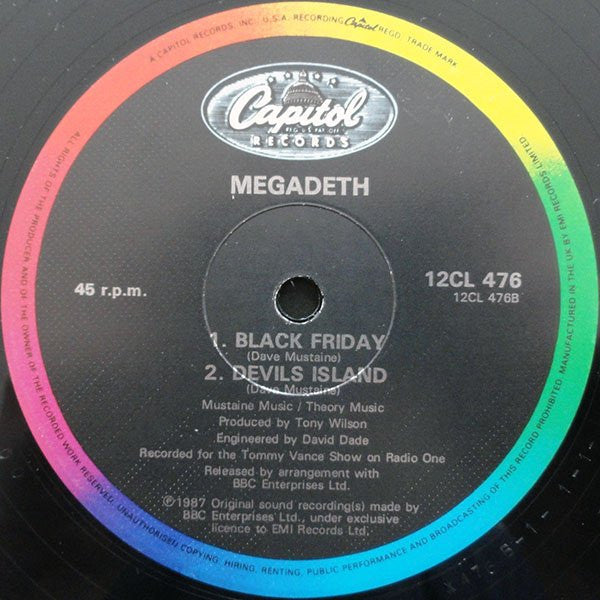 A CAPITOL RECORDS, INC., U.S.A. RECORDING Capitol REGD. TRADE MARK
Capitol
REG. U.S. PAT. OFF.
RECORDS
MEGADETH
45 r.p.m.
12CL 476
12CL 476B
1. BLACK FRIDAY
(Dave Mustaine)
2. DEVILS ISLAND
(Dave Mustaine)
Mustaine Music / Theory Music
Produced by Tony Wilson
Engineered by David Dade
Recorded for the Tommy Vance Show on Radio One
Released by arrangement with
BBC Enterprises Ltd.
℗1987 Original sound recording(s) made by
BBC Enterprises Ltd., under exclusive
licence to EMI Records Ltd.
ALL RIGHTS OF THE PRODUCER AND OF THE OWNER OF THE RECORDED WORK RESERVED. UNAUTHORISED COPYING, HIRING, RENTING, PUBLIC PERFORMANCE AND BROADCASTING OF THIS RECORD PROHIBITED. MANUFACTURED IN THE UK BY EMI RECORDS LIMITED